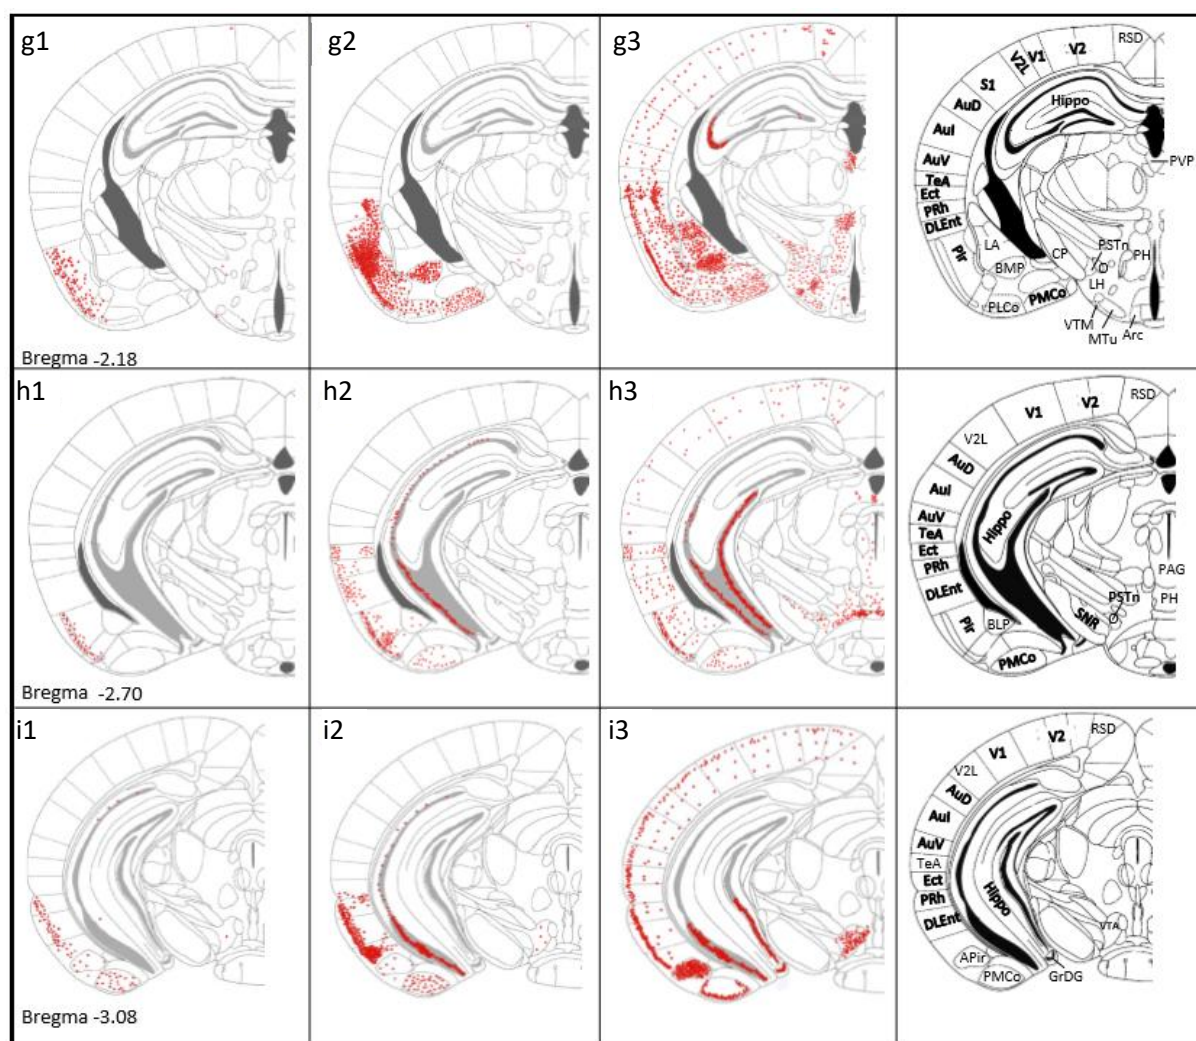 g1
g2
g3
RSD
V2
V1
V2L
S1
Hippo
AuD
AuI
AuV
PVP
TeA
Ect
PRh
DLEnt
PSTn
LA
CP
PH
Pir
BMP
LH
PLCo
PMCo
VTM
MTu
Arc
Bregma -2.18
h1
h2
h3
RSD
V2
V1
V2L
AuD
AuI
AuV
Hippo
TeA
Ect
PRh
PAG
DLEnt
PSTn
PH
SNR
Pir
BLP
PMCo
Bregma -2.70
i1
i2
i3
RSD
V2
V1
V2L
AuD
AuI
AuV
TeA
Ect
PRh
Hippo
DLEnt
VTA
APir
PMCo
GrDG
Bregma -3.08